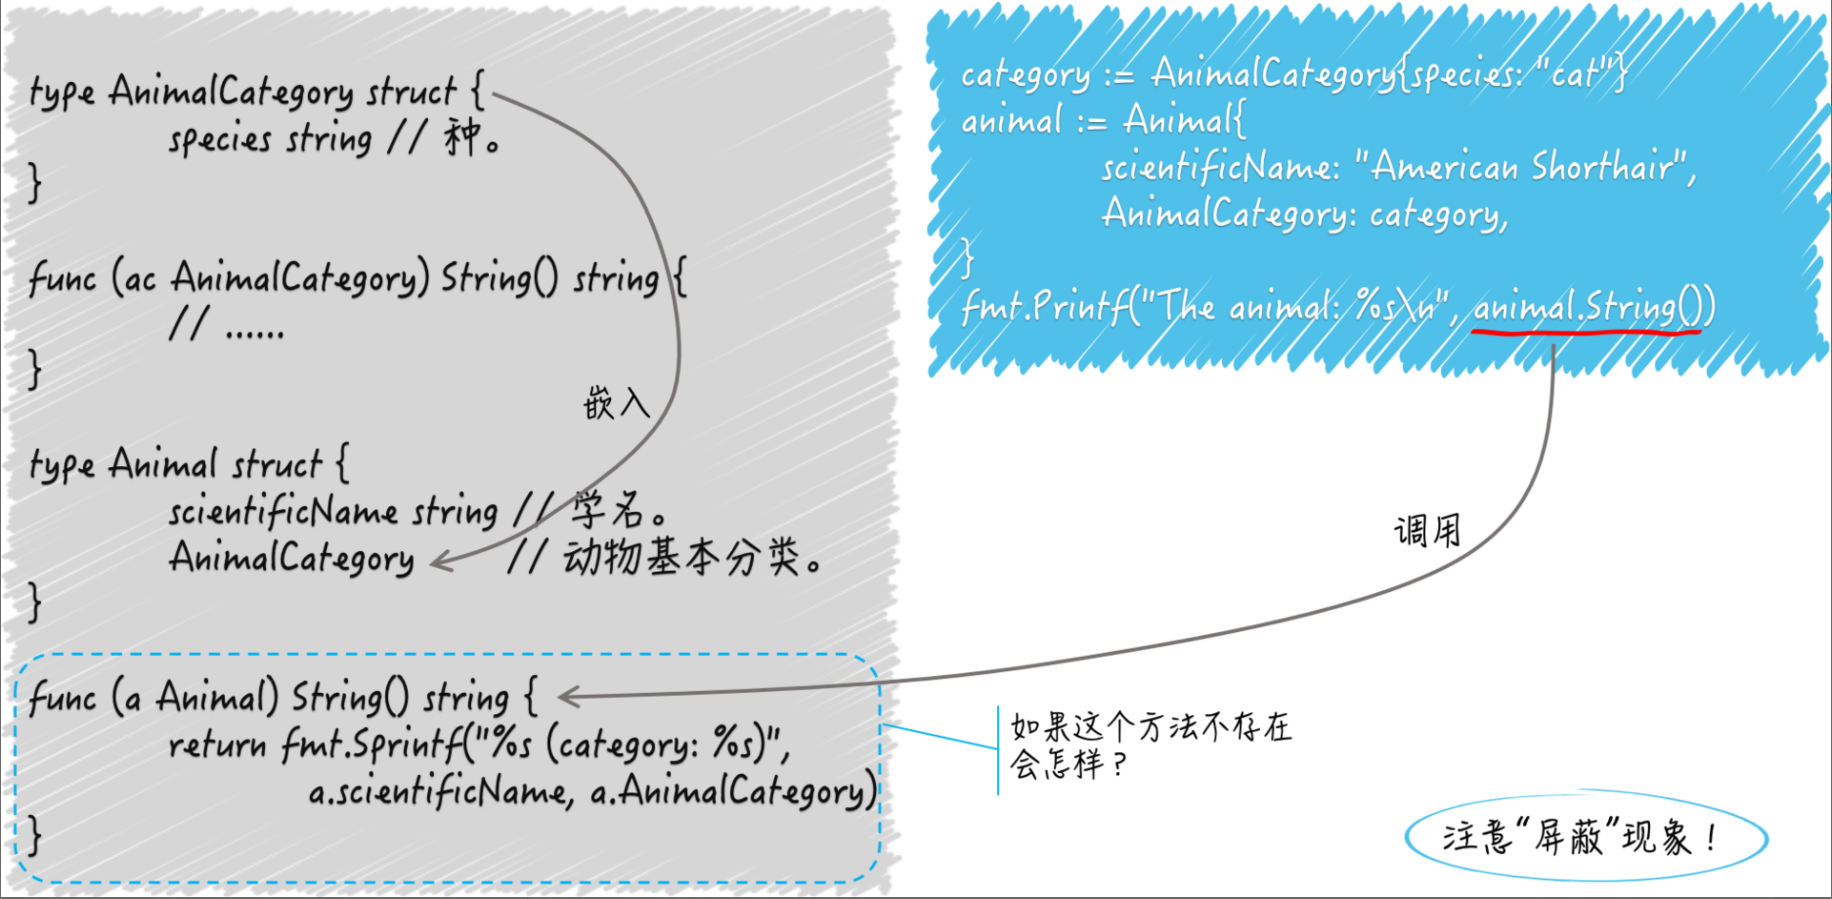 type AnimalCategory struct {
species string // 种。
}
func (ac AnimalCategory) String() string {
// ......
}
嵌入
type Animal struct {
scientificName string // 学名。
AnimalCategory // 动物基本分类。
}
func (a Animal) String() string {
return fmt.Sprintf("%s (category: %s)",
a.scientificName, a.AnimalCategory)
}
category := AnimalCategory{species: "cat"}
animal := Animal{
scientificName: "American Shorthair",
AnimalCategory: category,
}
fmt.Printf("The animal: %s\n", animal.String())
调用
如果这个方法不存在
会怎样？
注意“屏蔽”现象！